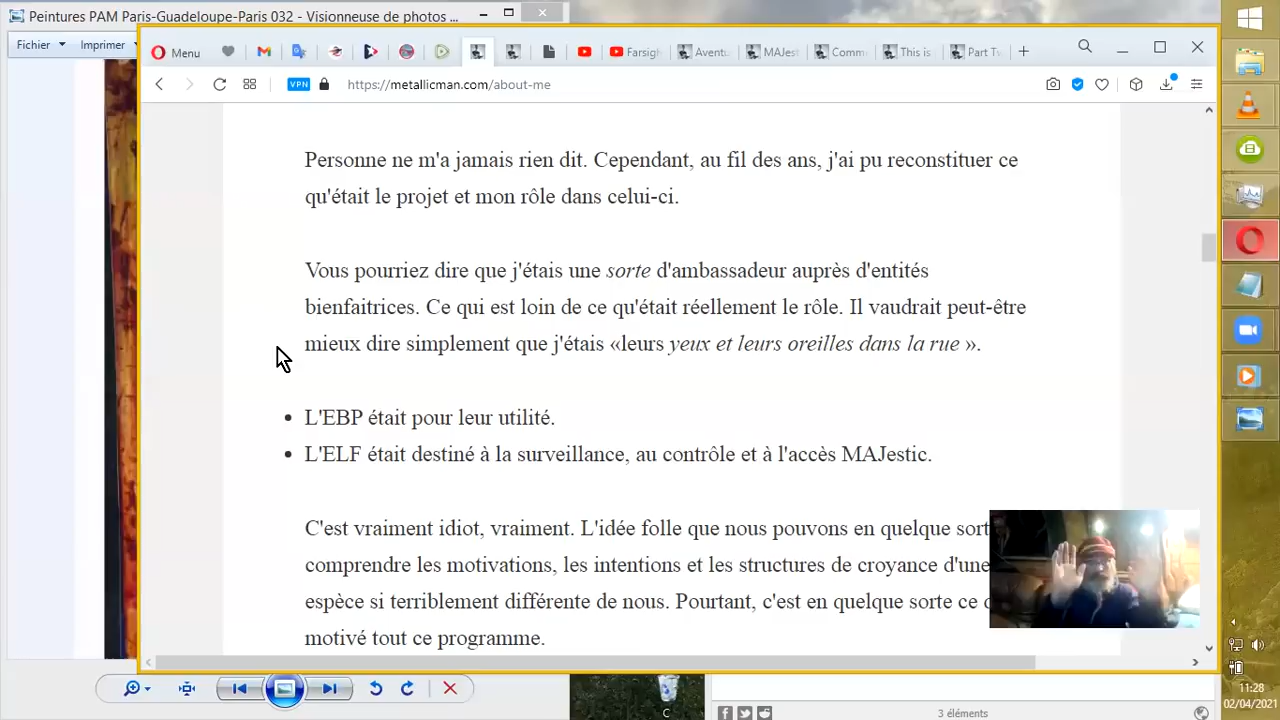 Peintures PAM Paris-Guadeloupe-Paris 032 - Visionneuse de photos ...
Fichier Imprimer
Menu Farsigh Aventu MAJest Comme This is Part Tw
VPN https://metallicman.com/about-me
Personne ne m'a jamais rien dit. Cependant, au fil des ans, j'ai pu reconstituer ce
qu'était le projet et mon rôle dans celui-ci.
Vous pourriez dire que j'étais une sorte d'ambassadeur auprès d'entités
bienfaitrices. Ce qui est loin de ce qu'était réellement le rôle. Il vaudrait peut-être
mieux dire simplement que j'étais «leurs yeux et leurs oreilles dans la rue ».
• L'EBP était pour leur utilité.
• L'ELF était destiné à la surveillance, au contrôle et à l'accès MAJestic.
C'est vraiment idiot, vraiment. L'idée folle que nous pouvons en quelque sort
comprendre les motivations, les intentions et les structures de croyance d'une
espèce si terriblement différente de nous. Pourtant, c'est en quelque sorte ce
motivé tout ce programme.
C
3 éléments
11:28
02/04/2021